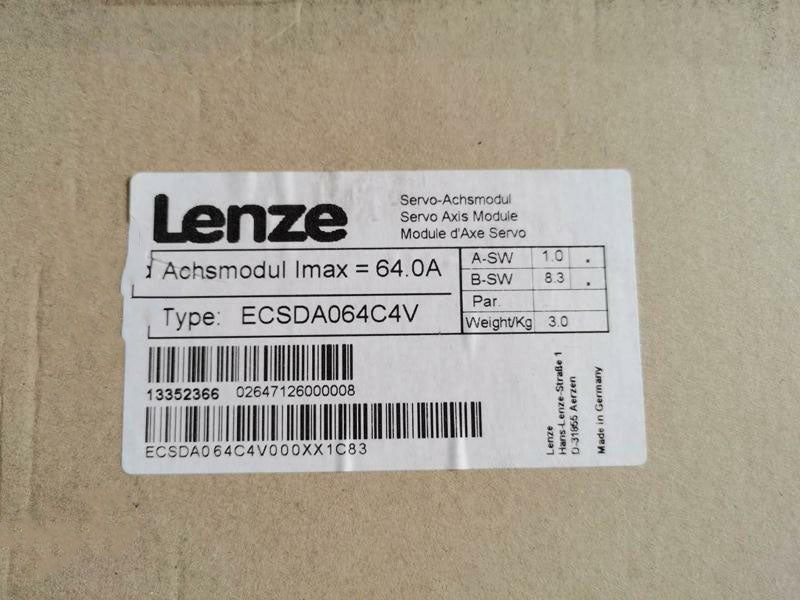 Lenze
Servo-Achsmodul
Servo Axis Module
Module d'Axe Servo
Achsmodul Imax = 64.0A
Type: ECSDA064C4V
A-SW 1.0 .
B-SW 8.3 .
Par.
Weight/Kg 3.0
13352366 02647126000008
ECSDA064C4V000XX1C83
Lenze
Hans-Lenze-Straße 1
D-31855 Aerzen
Made in Germany